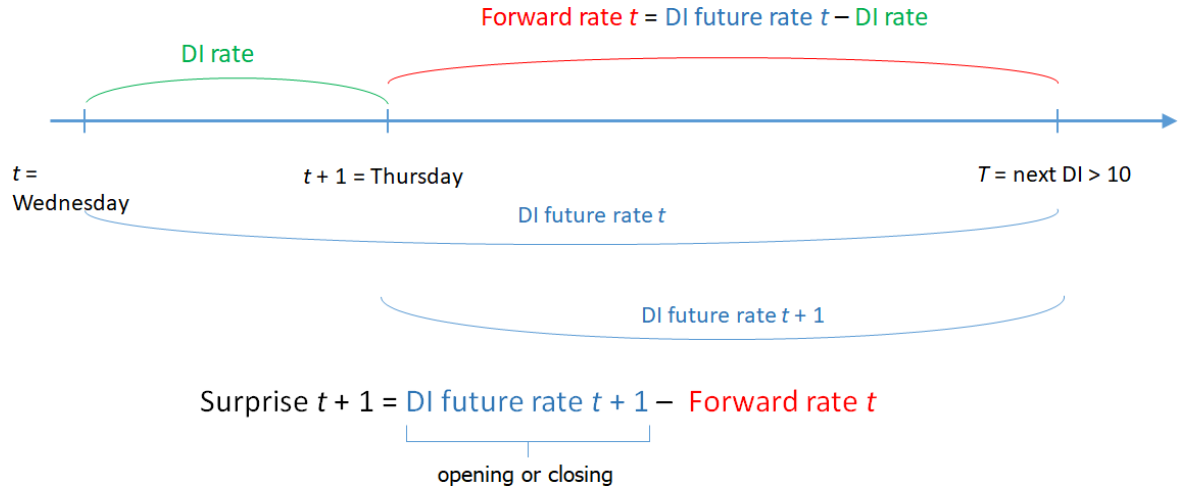 Forward rate t = DI future rate t – DI rate
DI rate
t =
Wednesday
t + 1 = Thursday
T = next DI > 10
DI future rate t
DI future rate t + 1
Surprise t + 1 = DI future rate t + 1 – Forward rate t
opening or closing